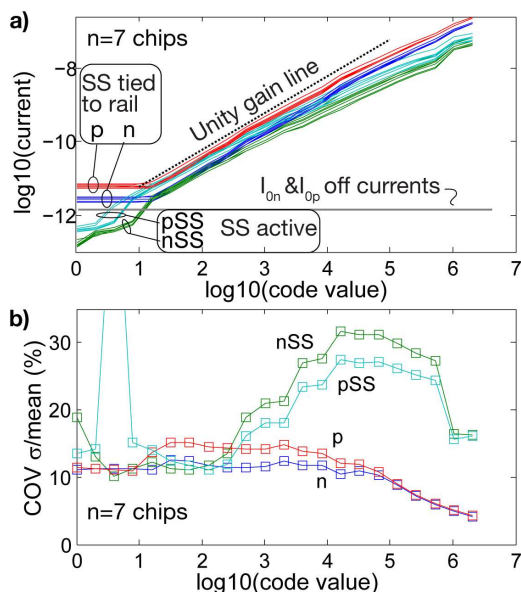 a)
n=7 chips
SS tied
to rail
p n
Unity gain line
I0n &I0p off currents
pSS
nSS
SS active
-8
-10
-12
log10(current)
0 1 2 3 4 5 6 7
log10(code value)
b)
nSS
pSS
p
n
n=7 chips
30
20
10
0
COV σ/mean (%)
0 1 2 3 4 5 6 7
log10(code value)